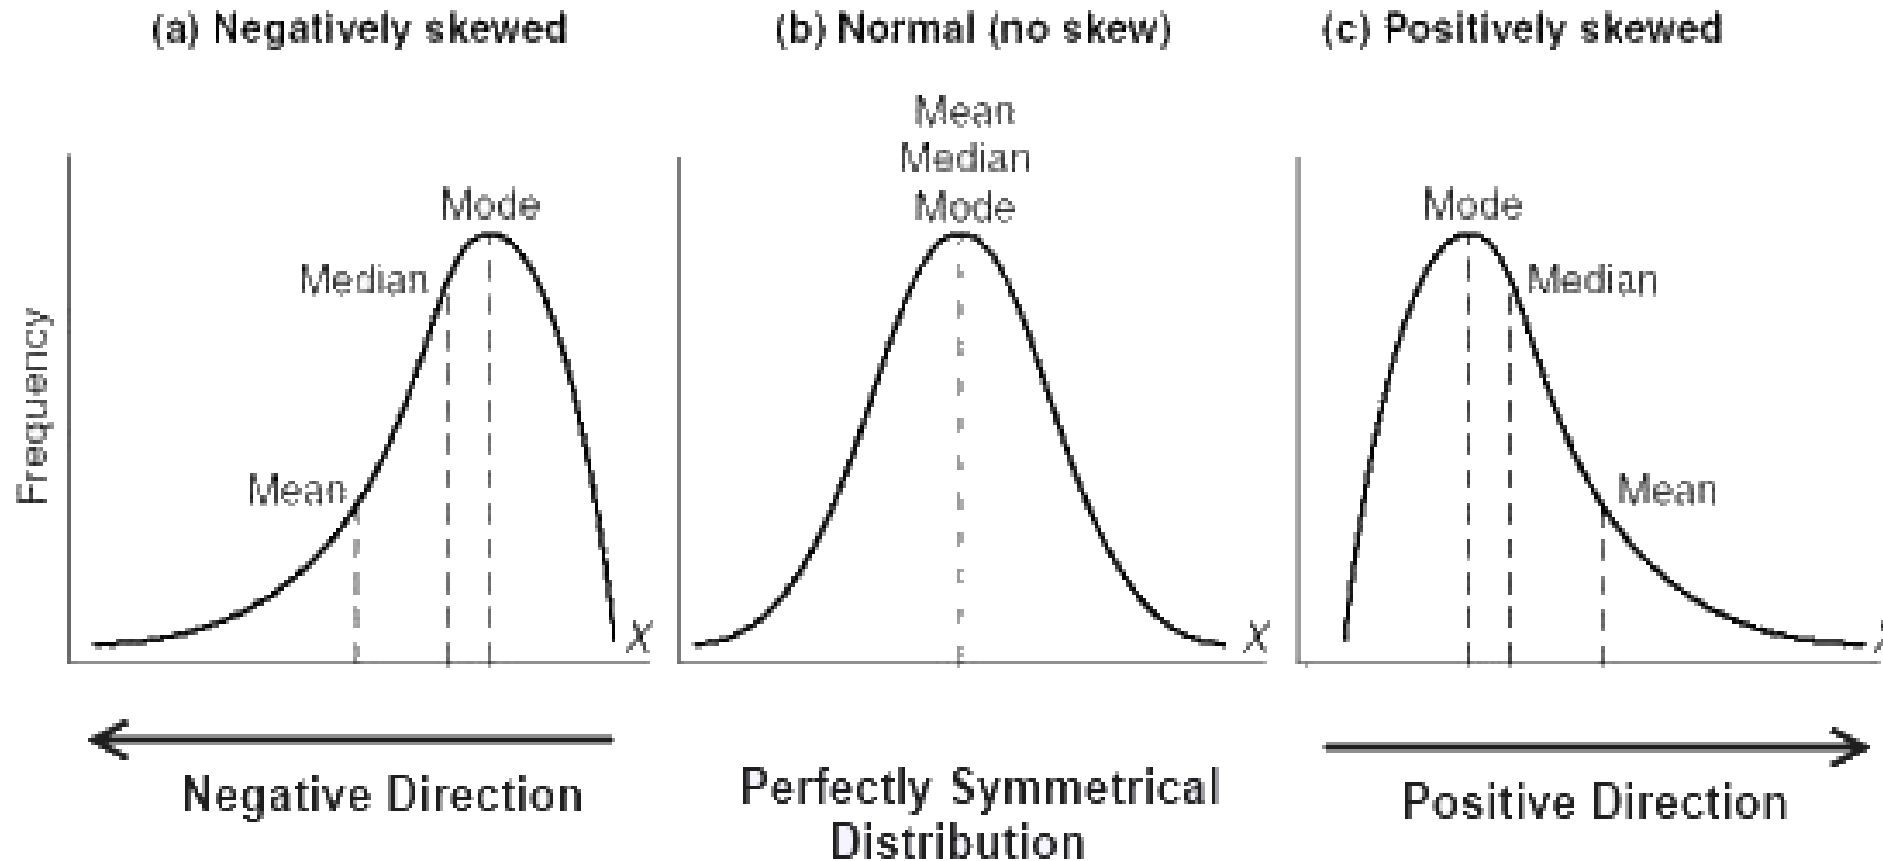 (a) Negatively skewed
(b) Normal (no skew)
(c) Positively skewed
Frequency
Mode
Median
Mean
X
Mean
Median
Mode
X
Mode
Median
Mean
Negative Direction
Perfectly Symmetrical
Distribution
Positive Direction